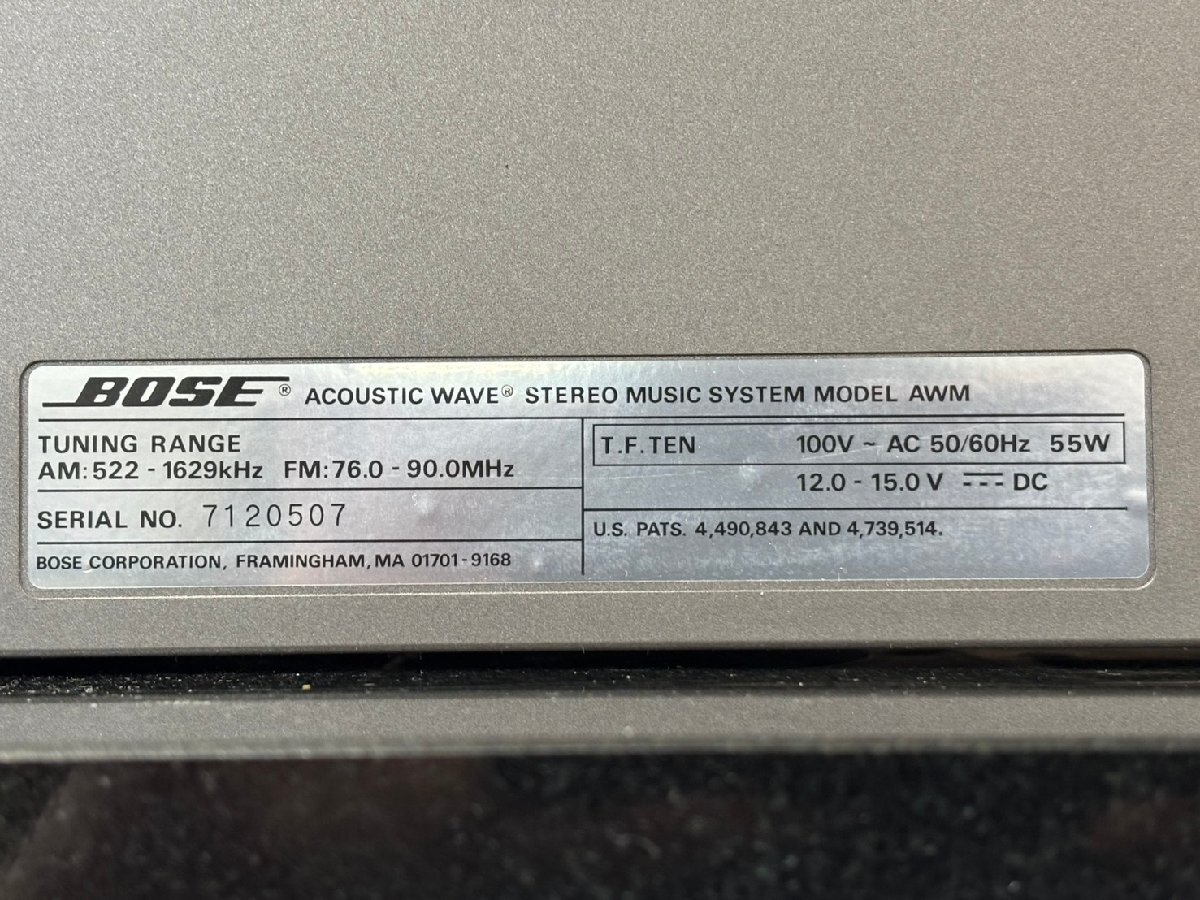 BOSE® ACOUSTIC WAVE® STEREO MUSIC SYSTEM MODEL AWM
TUNING RANGE
AM:522 - 1629kHz FM:76.0 - 90.0MHz
SERIAL NO. 7120507
BOSE CORPORATION, FRAMINGHAM, MA 01701-9168
T.F.TEN 100V ~ AC 50/60Hz 55W
12.0 - 15.0 V ⎓ DC
U.S. PATS. 4,490,843 AND 4,739,514.